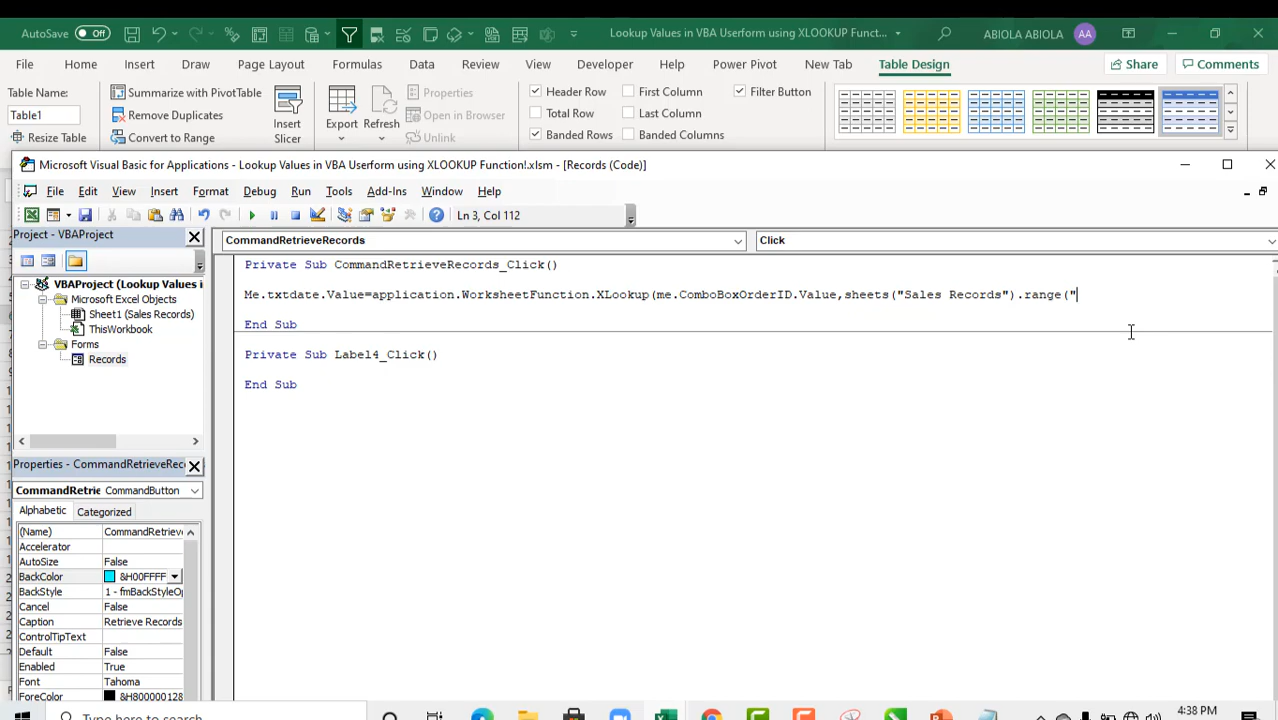 AutoSave Off Lookup Values in VBA Userform using XLOOKUP Funct... ABIOLA ABIOLA AA
File Home Insert Draw Page Layout Formulas Data Review View Developer Help Power Pivot New Tab Table Design Share Comments
Table Name: Summarize with PivotTable Properties Header Row First Column Filter Button
Table1 Remove Duplicates Insert Slicer Export Refresh Open in Browser Total Row Last Column
Resize Table Convert to Range Unlink Banded Rows Banded Columns
Microsoft Visual Basic for Applications - Lookup Values in VBA Userform using XLOOKUP Function!.xlsm - [Records (Code)]
File Edit View Insert Format Debug Run Tools Add-Ins Window Help
Ln 3, Col 112
Project - VBAProject
CommandRetrieveRecords Click
VBAProject (Lookup Values i
Microsoft Excel Objects
Sheet1 (Sales Records)
ThisWorkbook
Forms
Records
Private Sub CommandRetrieveRecords_Click()
Me.txtdate.Value=application.WorksheetFunction.XLookup(me.ComboBoxOrderID.Value,sheets("Sales Records").range("
End Sub
Private Sub Label4_Click()
End Sub
Properties - CommandRetrieveRec
CommandRetrie CommandButton
Alphabetic Categorized
(Name) CommandRetriev
Accelerator
AutoSize False
BackColor &H00FFFF
BackStyle 1 - fmBackStyleO
Cancel False
Caption Retrieve Records
ControlTipText
Default False
Enabled True
Font Tahoma
ForeColor &H800000128
Type here to search 4:38 PM